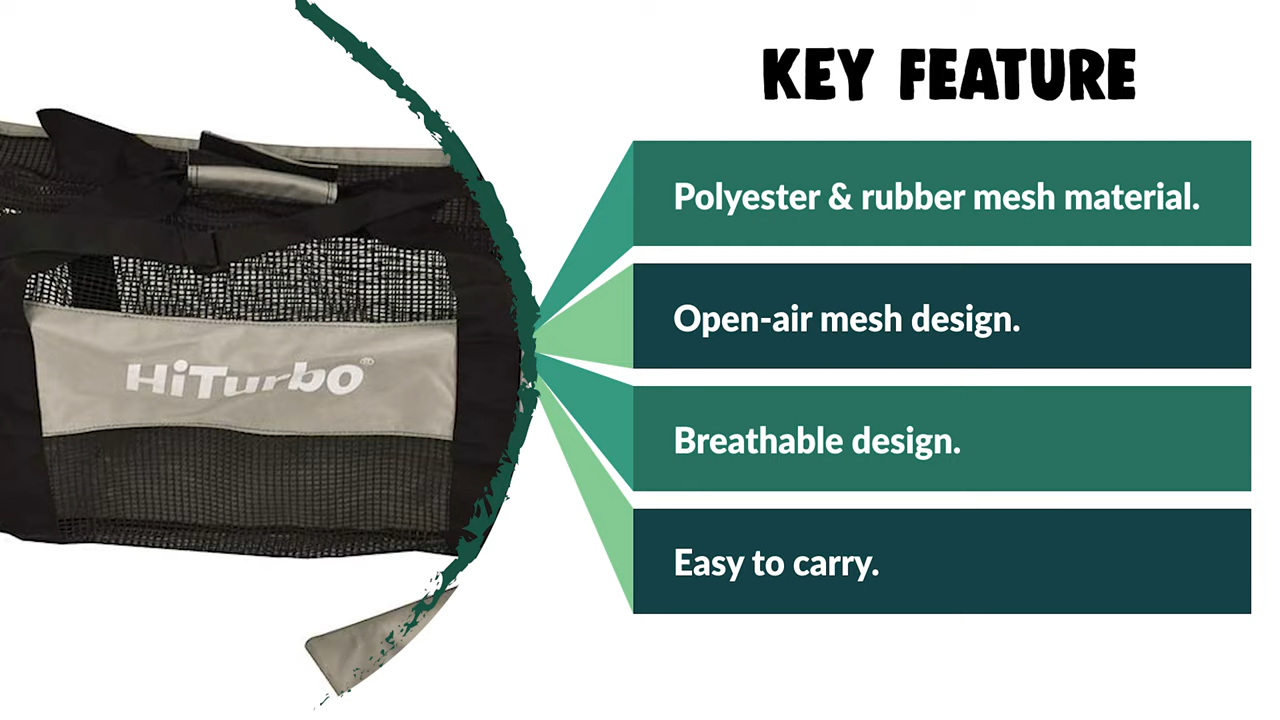 KEY FEATURE
Polyester & rubber mesh material.
Open-air mesh design.
HiTurbo®
Breathable design.
Easy to carry.